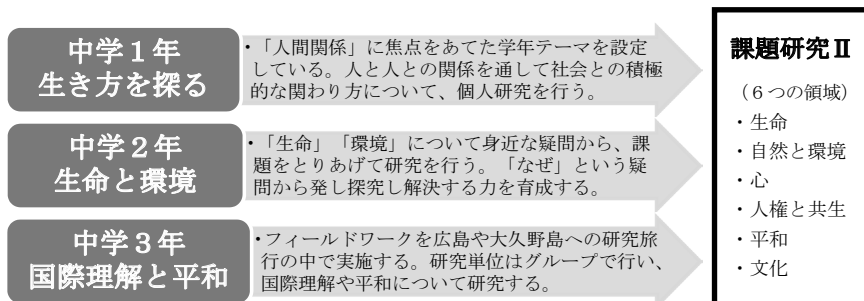 中学１年
生き方を探る
・「人間関係」に焦点をあてた学年テーマを設定
している。人と人との関係を通して社会との積極
的な関わり方について、個人研究を行う。
中学２年
生命と環境
・「生命」「環境」について身近な疑問から、課
題をとりあげて研究を行う。「なぜ」という疑
問から発し探究し解決する力を育成する。
中学３年
国際理解と平和
・フィールドワークを広島や大久野島への研究旅
行の中で実施する。研究単位はグループで行い、
国際理解や平和について研究する。
課題研究Ⅱ
（６つの領域）
・生命
・自然と環境
・心
・人権と共生
・平和
・文化